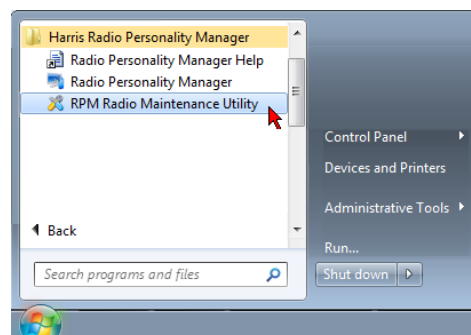 Harris Radio Personality Manager
Radio Personality Manager Help
Radio Personality Manager
RPM Radio Maintenance Utility
Back
Search programs and files
Control Panel
Devices and Printers
Administrative Tools
Run...
Shut down